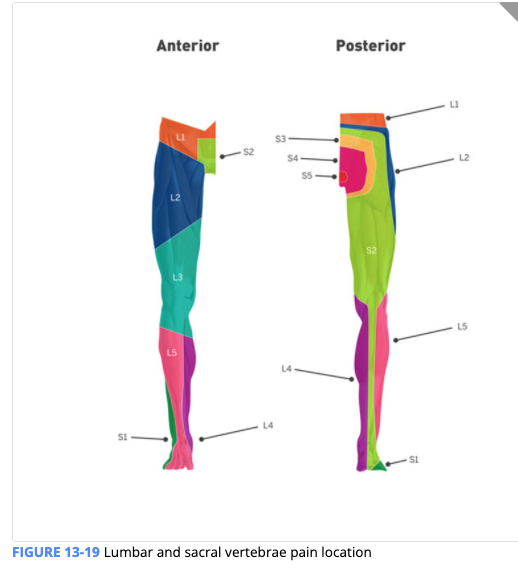 Anterior
Posterior
L1
S2
L2
L3
L5
S1
L4
L1
S3
S4
L2
S5
S2
L5
L4
S1
FIGURE 13-19 Lumbar and sacral vertebrae pain location